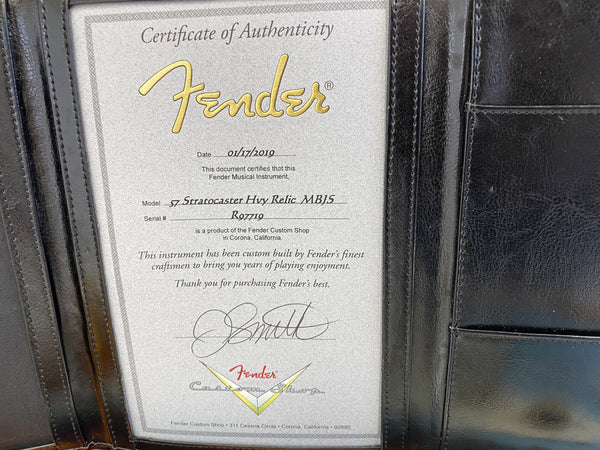 Certificate of Authenticity
Fender®
Date 01/17/2019
This document certifies that this
Fender Musical Instrument,
Model 57 Stratocaster Hvy Relic MBJS
Serial # R97719
is a product of the Fender Custom Shop
in Corona, California.
This instrument has been custom built by Fender's finest
craftsmen to bring you years of playing enjoyment.
Thank you for purchasing Fender's best.
Fender
Custom Shop
Fender Custom Shop • 311 Cessna Circle • Corona, California • 92880